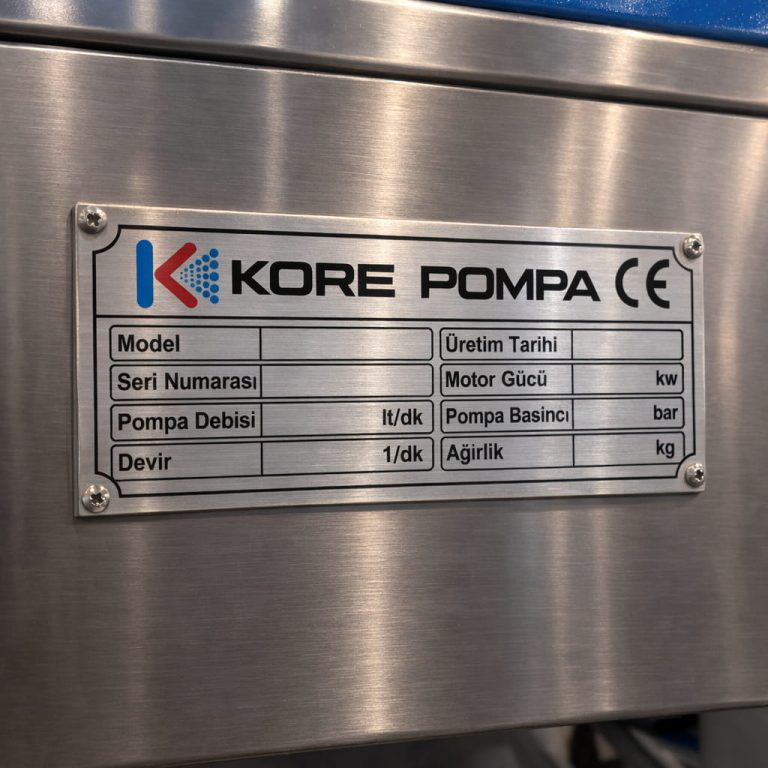 KORE POMPA CE
Model Üretim Tarihi
Seri Numarası Motor Gücü kw
Pompa Debisi lt/dk Pompa Basincı bar
Devir 1/dk Ağirlik kg